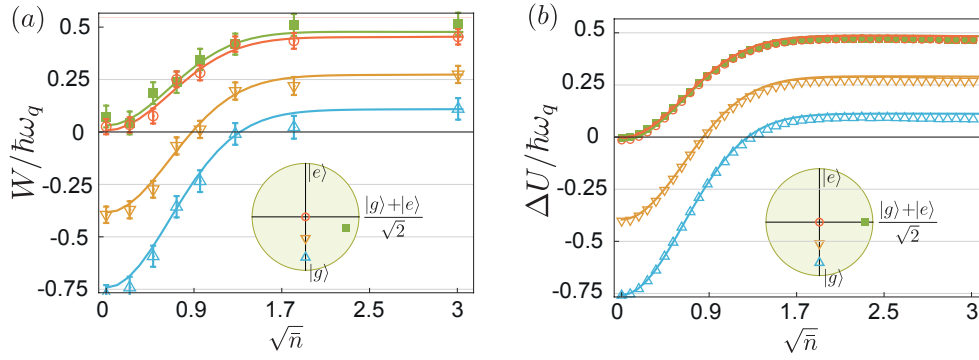 (a)
W/ħω_q
0.5
0.25
0
-0.25
-0.5
-0.75
0
0.9
1.7
2.5
3
√n̄
|e⟩
|g⟩+|e⟩
√2
|g⟩
(b)
ΔU/ħω_q
0.5
0.25
0
-0.25
-0.5
-0.75
0
0.9
1.7
2.5
3
√n̄
|e⟩
|g⟩+|e⟩
√2
|g⟩